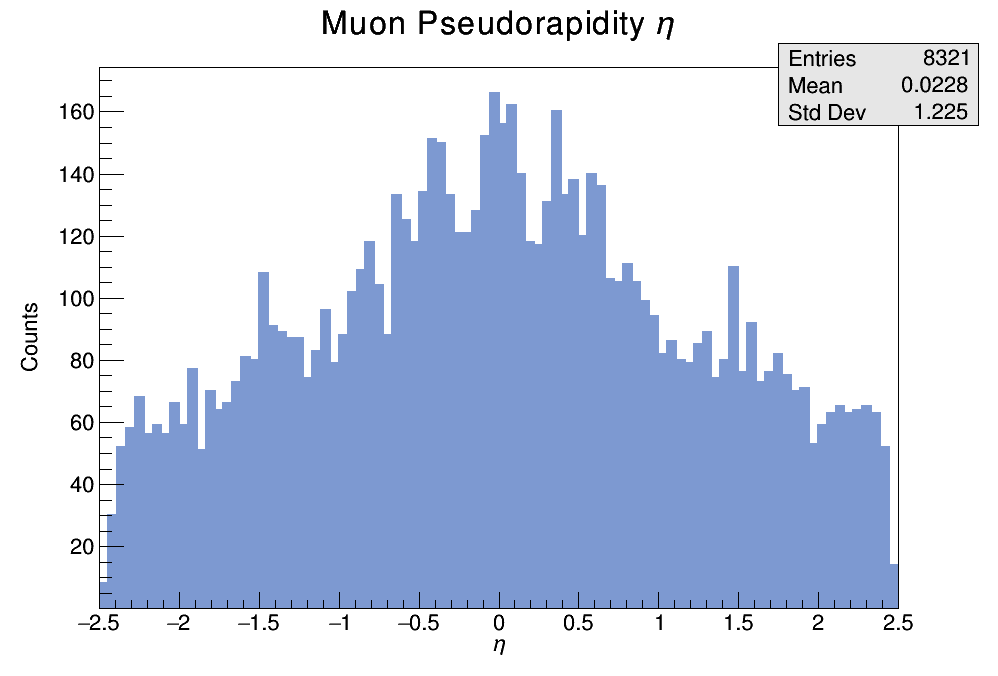 Muon Pseudorapidity η
Entries 8321
Mean 0.0228
Std Dev 1.225
160
140
120
100
80
60
40
20
Counts
−2.5 −2 −1.5 −1 −0.5 0 0.5 1 1.5 2 2.5
η